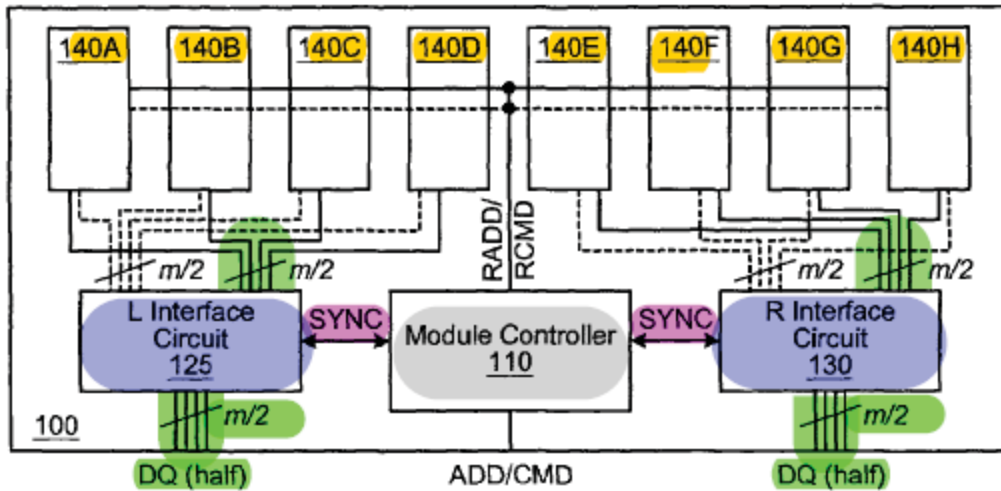 140A 140B 140C 140D 140E 140F 140G 140H
RADD/
RCMD
m/2 m/2 m/2 m/2
L Interface
Circuit
125
SYNC
Module Controller
110
SYNC
R Interface
Circuit
130
100
m/2
m/2
DQ (half)
ADD/CMD
DQ (half)